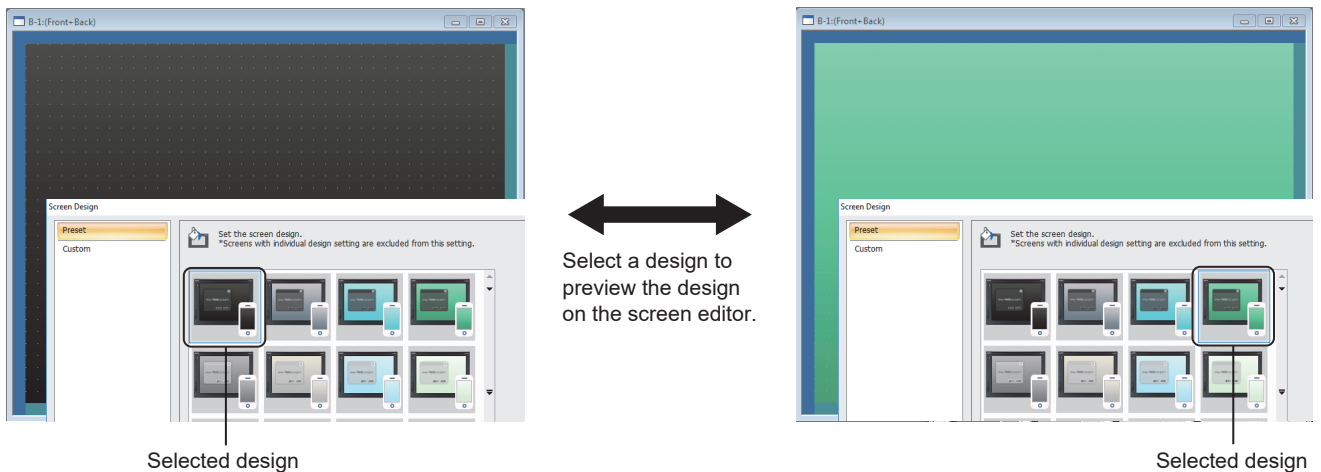 B-1:(Front+Back)
Screen Design
Preset
Custom
Set the screen design.
*Screens with individual design setting are excluded from this setting.
Selected design
Select a design to
preview the design
on the screen editor.
B-1:(Front+Back)
Screen Design
Preset
Custom
Set the screen design.
*Screens with individual design setting are excluded from this setting.
Selected design